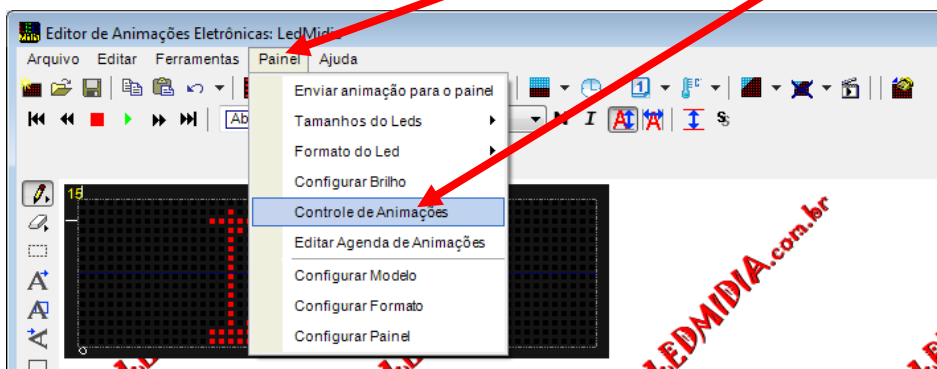 Editor de Animações Eletrônicas: LedMidia
Arquivo Editar Ferramentas Painel Ajuda
Enviar animação para o painel
Tamanhos do Leds
Formato do Led
Configurar Brilho
Controle de Animações
Editar Agenda de Animações
Configurar Modelo
Configurar Formato
Configurar Painel
Ab
N I
15
LEDMIDIA.com.br